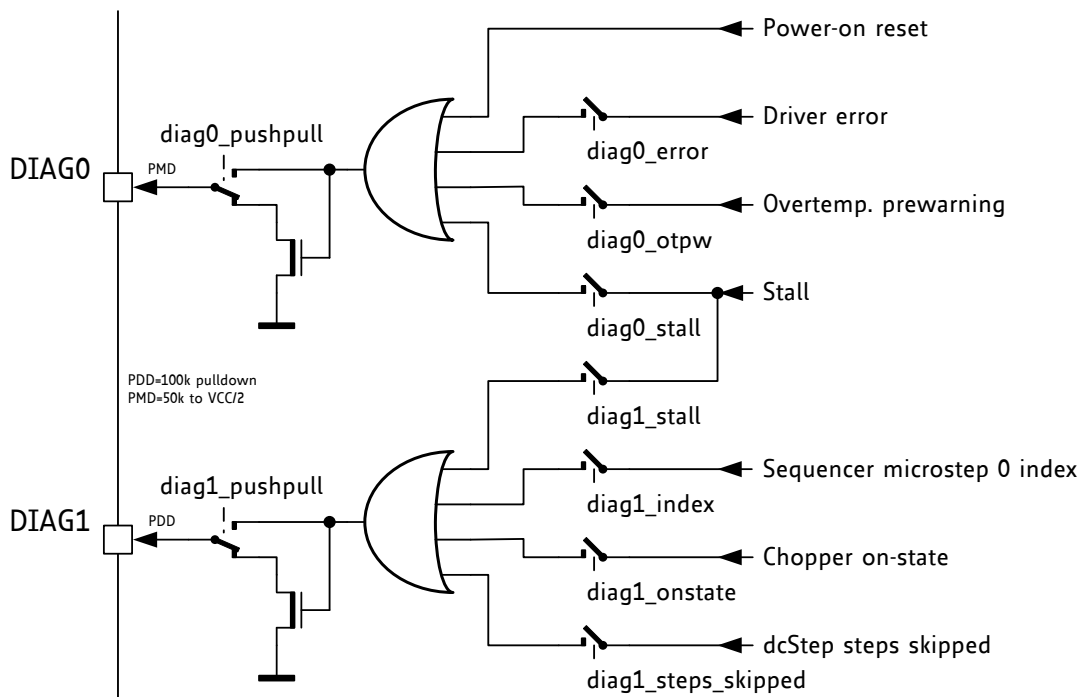 Power-on reset
Driver error
diag0_pushpull
diag0_error
DIAG0
PMD
Overtemp. prewarning
diag0_otpw
Stall
diag0_stall
PDD=100k pulldown
PMD=50k to VCC/2
diag1_stall
Sequencer microstep 0 index
diag1_pushpull
diag1_index
DIAG1
PDD
Chopper on-state
diag1_onstate
dcStep steps skipped
diag1_steps_skipped